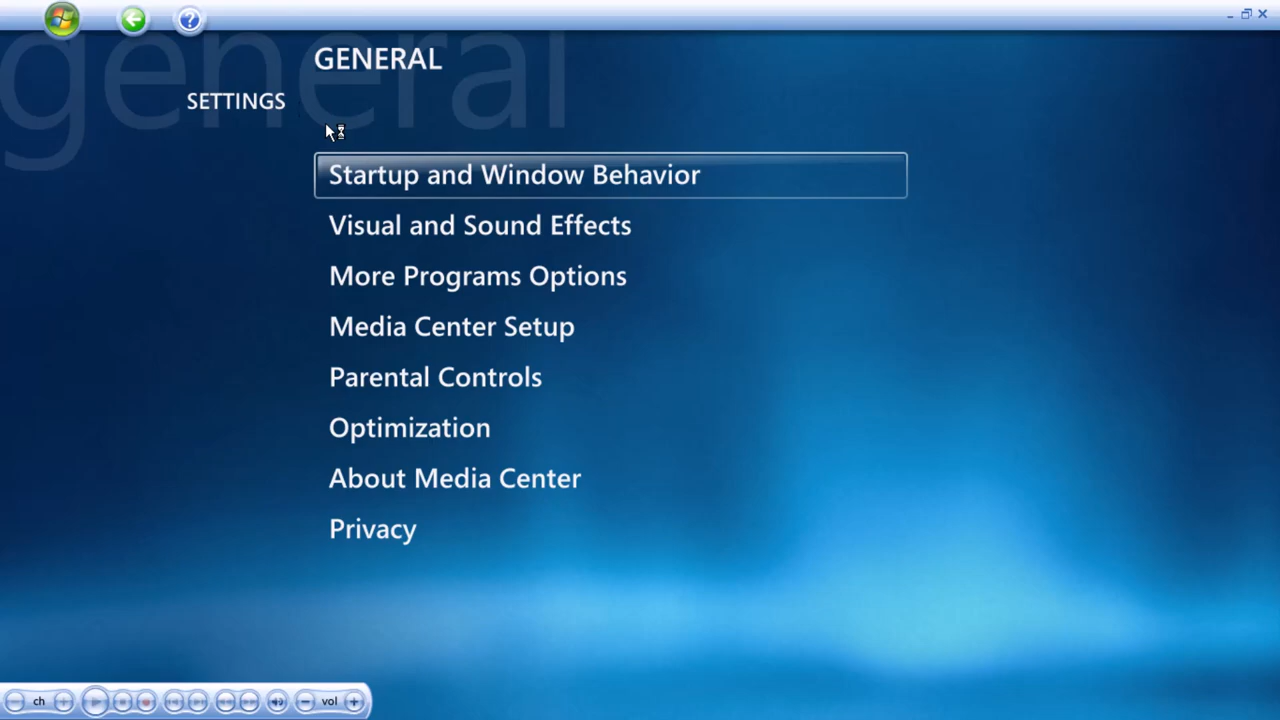 general
GENERAL
SETTINGS
Startup and Window Behavior
Visual and Sound Effects
More Programs Options
Media Center Setup
Parental Controls
Optimization
About Media Center
Privacy
ch
vol